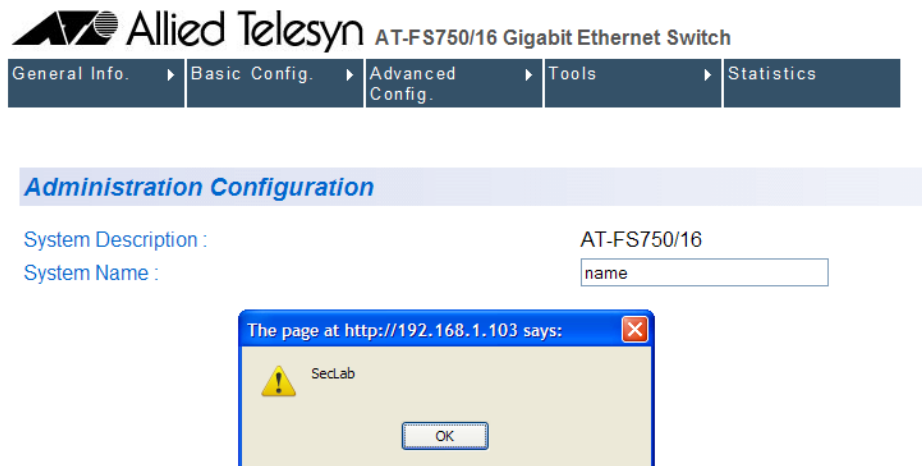 Allied Telesyn AT-FS750/16 Gigabit Ethernet Switch
General Info. Basic Config. Advanced Config. Tools Statistics
Administration Configuration
System Description : AT-FS750/16
System Name : name
The page at http://192.168.1.103 says:
SecLab
OK